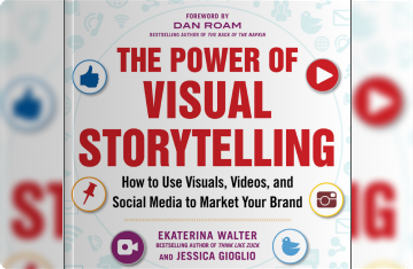 FOREWORD BY
DAN ROAM
BESTSELLING AUTHOR OF THE BACK OF THE NAPKIN
THE POWER OF
VISUAL
STORYTELLING
How to Use Visuals, Videos, and
Social Media to Market Your Brand
EKATERINA WALTER
BESTSELLING AUTHOR OF THINK LIKE ZUCK
AND JESSICA GIOGLIO